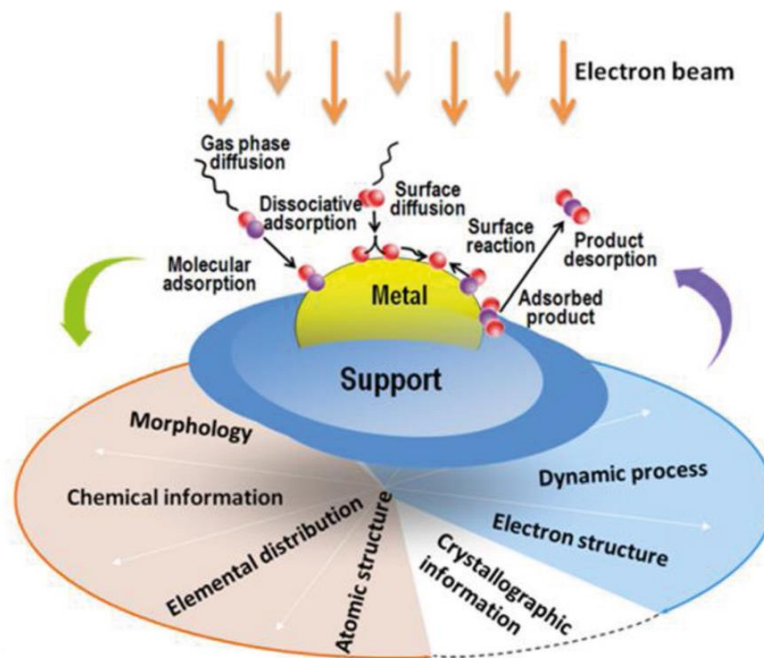 Electron beam
Gas phase
diffusion
Dissociative
adsorption
Surface
diffusion
Surface
reaction
Product
desorption
Molecular
adsorption
Metal
Adsorbed
product
Support
Morphology
Chemical information
Elemental distribution
Atomic structure
Crystallographic
information
Electron structure
Dynamic process